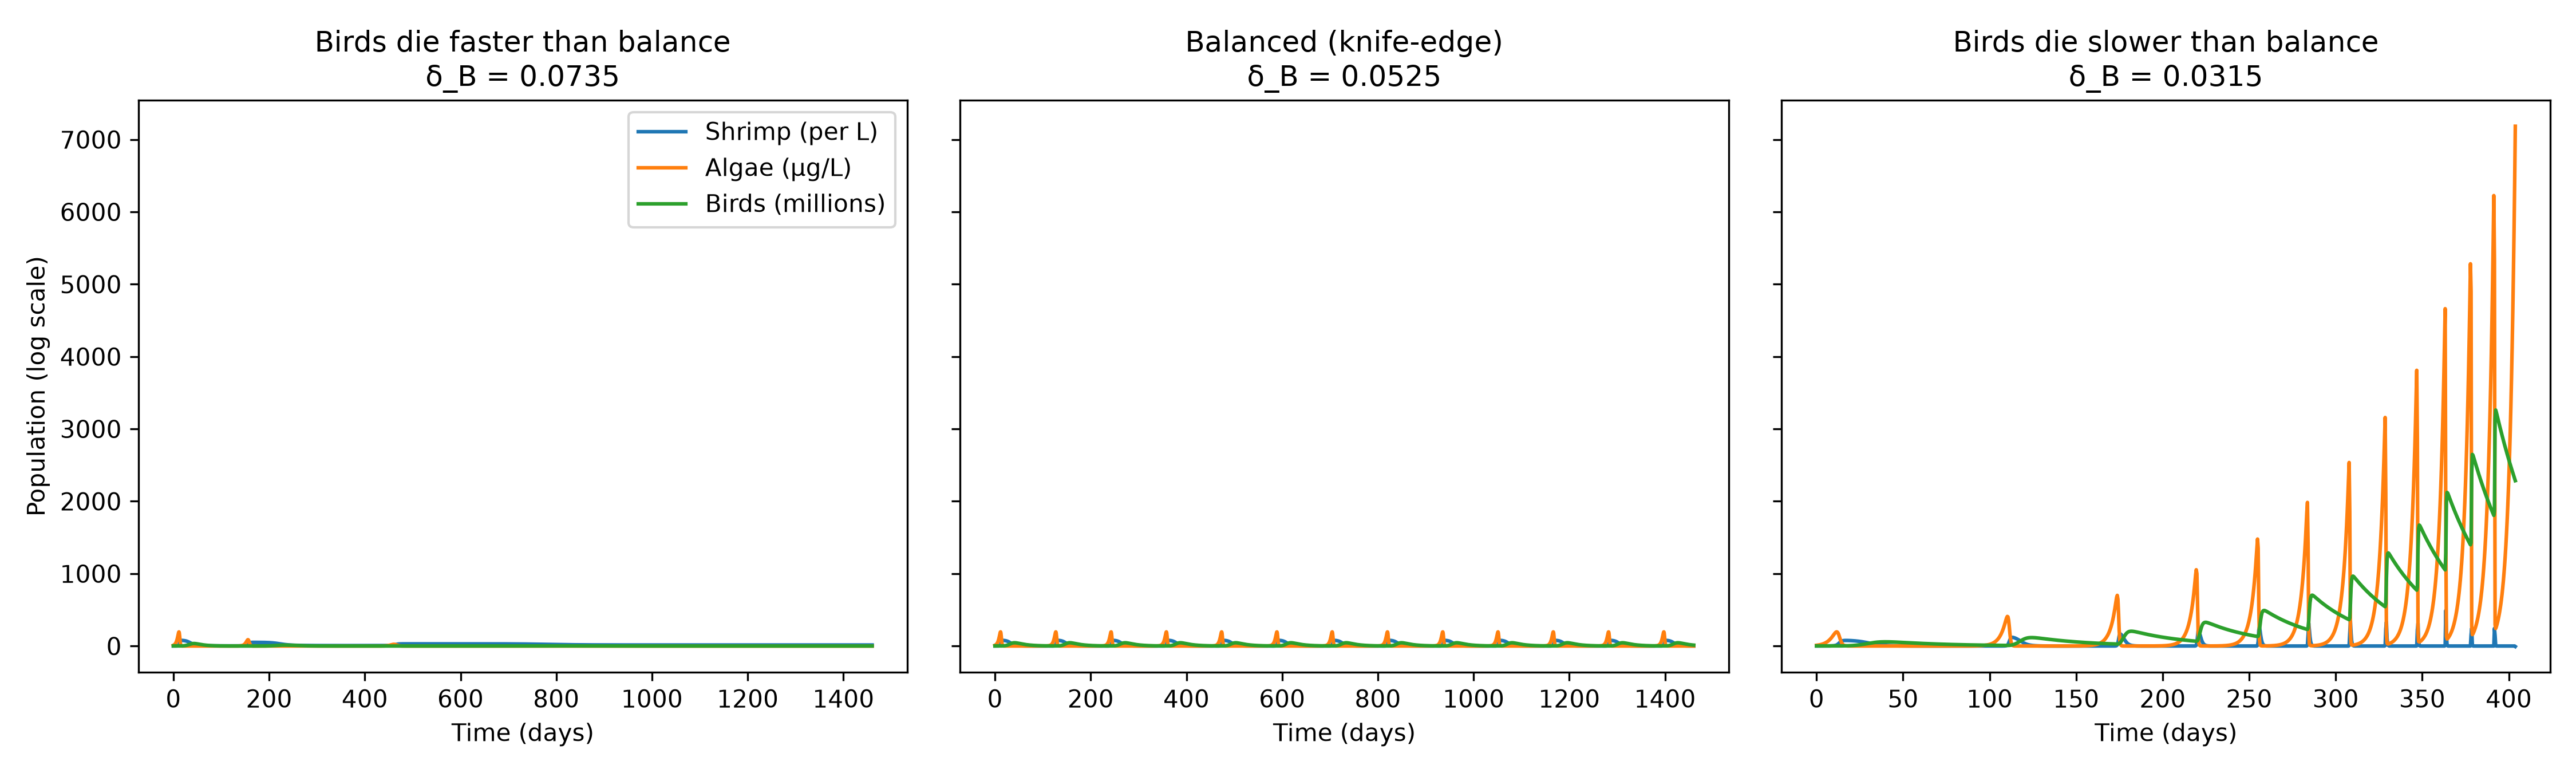 Birds die faster than balance
δ_B = 0.0735
Balanced (knife-edge)
δ_B = 0.0525
Birds die slower than balance
δ_B = 0.0315
Population (log scale)
7000
6000
5000
4000
3000
2000
1000
0
Shrimp (per L)
Algae (µg/L)
Birds (millions)
0 200 400 600 800 1000 1200 1400
Time (days)
0 200 400 600 800 1000 1200 1400
Time (days)
0 50 100 150 200 250 300 350 400
Time (days)